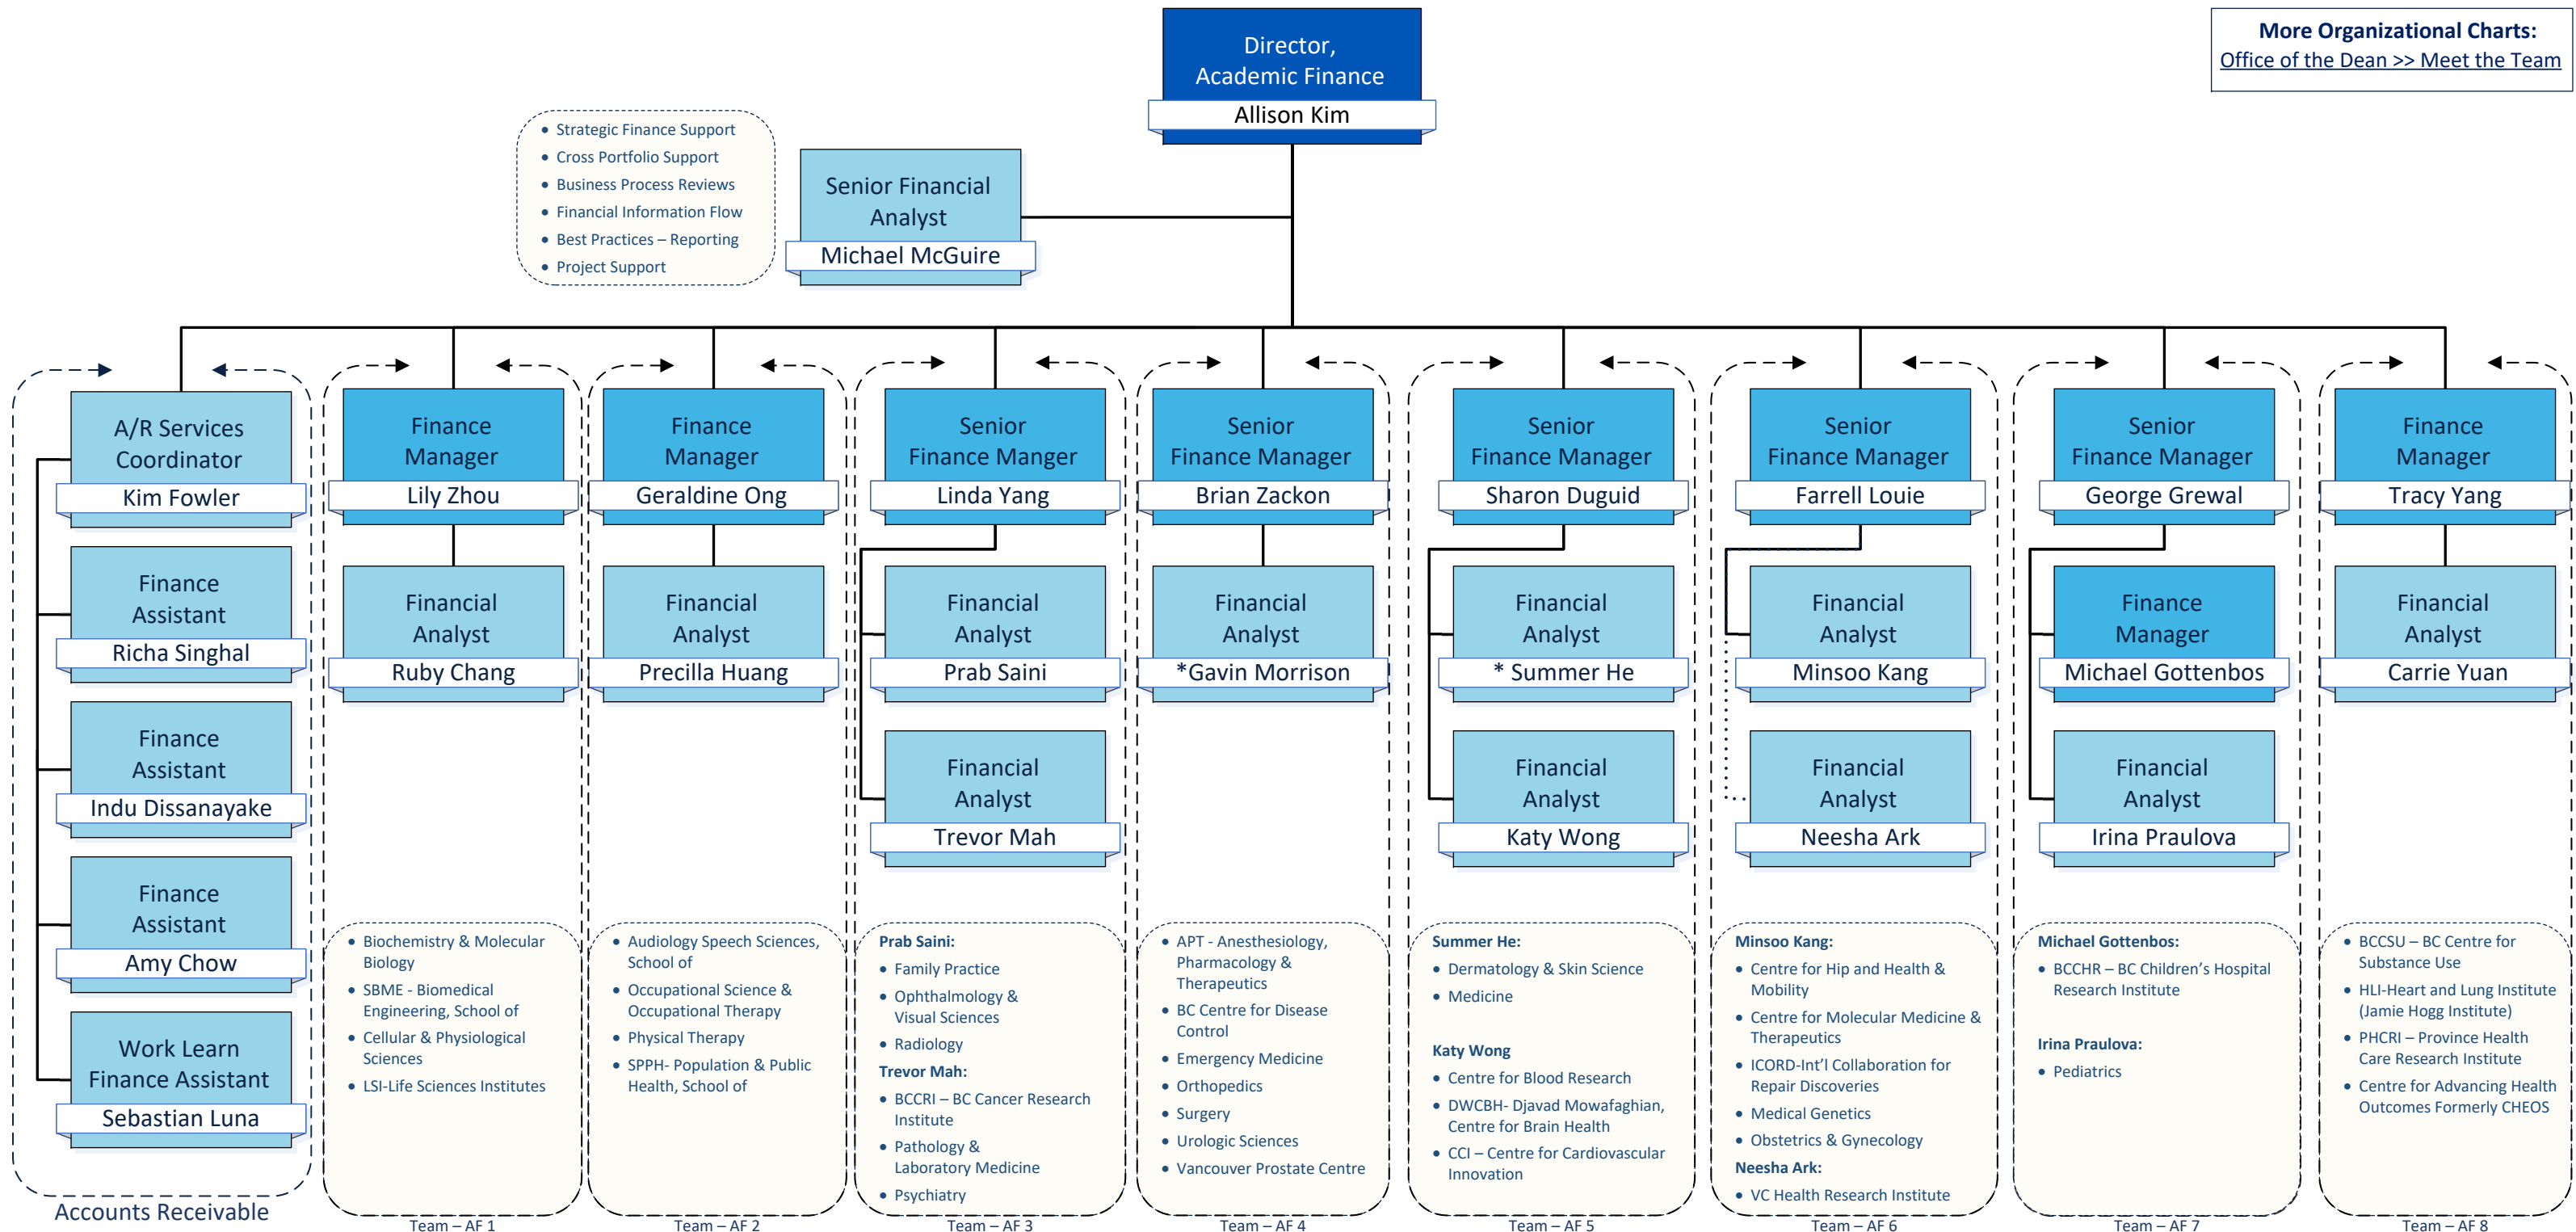 Director,
Academic Finance
Allison Kim
More Organizational Charts:
Office of the Dean >> Meet the Team
• Strategic Finance Support
• Cross Portfolio Support
• Business Process Reviews
• Financial Information Flow
• Best Practices – Reporting
• Project Support
Senior Financial
Analyst
Michael McGuire
A/R Services
Coordinator
Kim Fowler
Finance
Assistant
Richa Singhal
Finance
Assistant
Indu Dissanayake
Finance
Assistant
Amy Chow
Work Learn
Finance Assistant
Sebastian Luna
Accounts Receivable
Finance
Manager
Lily Zhou
Financial
Analyst
Ruby Chang
• Biochemistry & Molecular
Biology
• SBME - Biomedical
Engineering, School of
• Cellular & Physiological
Sciences
• LSI-Life Sciences Institutes
Team – AF 1
Finance
Manager
Geraldine Ong
Financial
Analyst
Precilla Huang
• Audiology Speech Sciences,
School of
• Occupational Science &
Occupational Therapy
• Physical Therapy
• SPPH- Population & Public
Health, School of
Team – AF 2
Senior
Finance Manger
Linda Yang
Financial
Analyst
Prab Saini
Financial
Analyst
Trevor Mah
Prab Saini:
• Family Practice
• Ophthalmology &
Visual Sciences
• Radiology
Trevor Mah:
• BCCRI – BC Cancer Research
Institute
• Pathology &
Laboratory Medicine
• Psychiatry
Team – AF 3
Senior
Finance Manager
Brian Zackon
Financial
Analyst
*Gavin Morrison
• APT - Anesthesiology,
Pharmacology &
Therapeutics
• BC Centre for Disease
Control
• Emergency Medicine
• Orthopedics
• Surgery
• Urologic Sciences
• Vancouver Prostate Centre
Team – AF 4
Senior
Finance Manager
Sharon Duguid
Financial
Analyst
* Summer He
Financial
Analyst
Katy Wong
Summer He:
• Dermatology & Skin Science
• Medicine
Katy Wong
• Centre for Blood Research
• DWCBH- Djavad Mowafaghian,
Centre for Brain Health
• CCI – Centre for Cardiovascular
Innovation
Team – AF 5
Senior
Finance Manager
Farrell Louie
Financial
Analyst
Minsoo Kang
Financial
Analyst
Neesha Ark
Minsoo Kang:
• Centre for Hip and Health &
Mobility
• Centre for Molecular Medicine &
Therapeutics
• ICORD-Int’l Collaboration for
Repair Discoveries
• Medical Genetics
• Obstetrics & Gynecology
Neesha Ark:
• VC Health Research Institute
Team – AF 6
Senior
Finance Manager
George Grewal
Finance
Manager
Michael Gottenbos
Financial
Analyst
Irina Praulova
Michael Gottenbos:
• BCCHR – BC Children’s Hospital
Research Institute
Irina Praulova:
• Pediatrics
Team – AF 7
Finance
Manager
Tracy Yang
Financial
Analyst
Carrie Yuan
• BCCSU – BC Centre for
Substance Use
• HLI-Heart and Lung Institute
(Jamie Hogg Institute)
• PHCRI – Province Health
Care Research Institute
• Centre for Advancing Health
Outcomes Formerly CHEOS
Team – AF 8